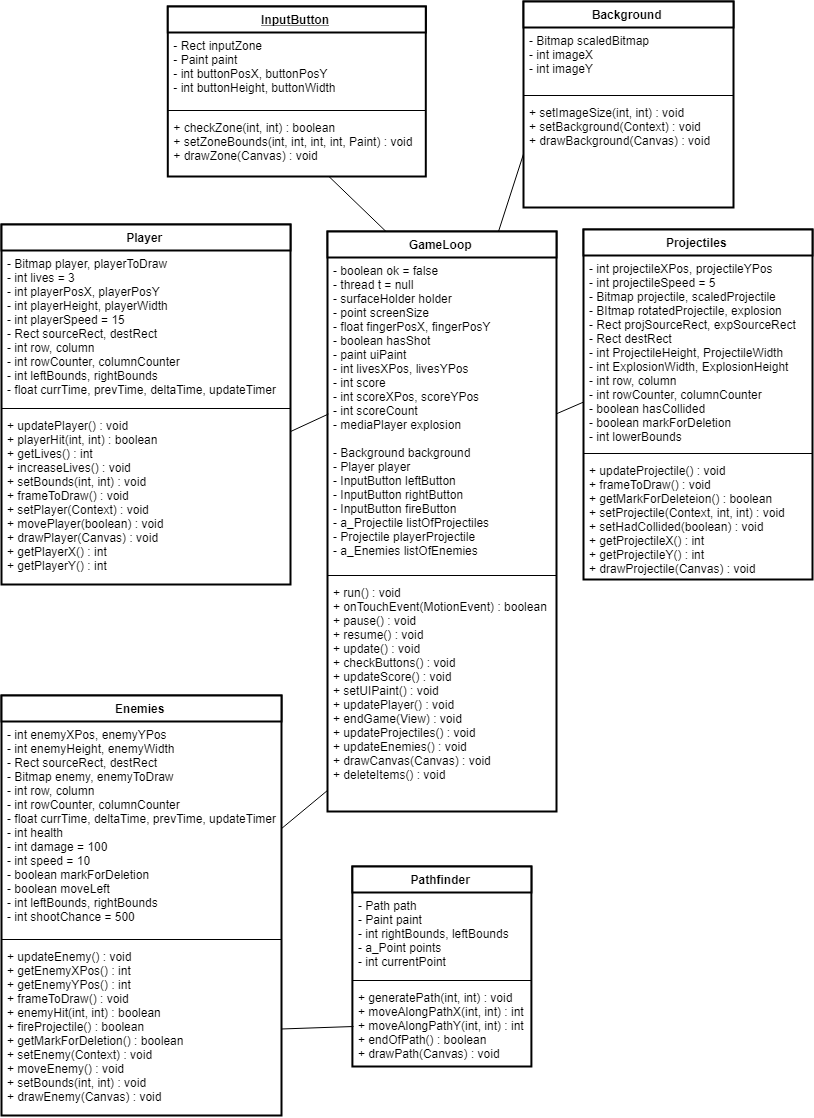 InputButton
- Rect inputZone
- Paint paint
- int buttonPosX, buttonPosY
- int buttonHeight, buttonWidth
+ checkZone(int, int) : boolean
+ setZoneBounds(int, int, int, int, Paint) : void
+ drawZone(Canvas) : void
Background
- Bitmap scaledBitmap
- int imageX
- int imageY
+ setImageSize(int, int) : void
+ setBackground(Context) : void
+ drawBackground(Canvas) : void
Player
- Bitmap player, playerToDraw
- int lives = 3
- int playerPosX, playerPosY
- int playerHeight, playerWidth
- int playerSpeed = 15
- Rect sourceRect, destRect
- int row, column
- int rowCounter, columnCounter
- int leftBounds, rightBounds
- float currTime, prevTime, deltaTime, updateTimer
+ updatePlayer() : void
+ playerHit(int, int) : boolean
+ getLives() : int
+ increaseLives() : void
+ setBounds(int, int) : void
+ frameToDraw() : void
+ setPlayer(Context) : void
+ movePlayer(boolean) : void
+ drawPlayer(Canvas) : void
+ getPlayerX() : int
+ getPlayerY() : int
GameLoop
- boolean ok = false
- thread t = null
- surfaceHolder holder
- point screenSize
- float fingerPosX, fingerPosY
- boolean hasShot
- paint uiPaint
- int livesXPos, livesYPos
- int score
- int scoreXPos, scoreYPos
- int scoreCount
- mediaPlayer explosion
- Background background
- Player player
- InputButton leftButton
- InputButton rightButton
- InputButton fireButton
- a_Projectile listOfProjectiles
- Projectile playerProjectile
- a_Enemies listOfEnemies
+ run() : void
+ onTouchEvent(MotionEvent) : boolean
+ pause() : void
+ resume() : void
+ update() : void
+ checkButtons() : void
+ updateScore() : void
+ setUIPaint() : void
+ updatePlayer() : void
+ endGame(View) : void
+ updateProjectiles() : void
+ updateEnemies() : void
+ drawCanvas(Canvas) : void
+ deleteItems() : void
Projectiles
- int projectileXPos, projectileYPos
- int projectileSpeed = 5
- Bitmap projectile, scaledProjectile
- BItmap rotatedProjectile, explosion
- Rect projSourceRect, expSourceRect
- Rect destRect
- int ProjectileHeight, ProjectileWidth
- int ExplosionWidth, ExplosionHeight
- int row, column
- int rowCounter, columnCounter
- boolean hasCollided
- boolean markForDeletion
- int lowerBounds
+ updateProjectile() : void
+ frameToDraw() : void
+ getMarkForDeleteion() : boolean
+ setProjectile(Context, int, int) : void
+ setHadCollided(boolean) : void
+ getProjectileX() : int
+ getProjectileY() : int
+ drawProjectile(Canvas) : void
Enemies
- int enemyXPos, enemyYPos
- int enemyHeight, enemyWidth
- Rect sourceRect, destRect
- Bitmap enemy, enemyToDraw
- int row, column
- int rowCounter, columnCounter
- float currTime, deltaTime, prevTime, updateTimer
- int health
- int damage = 100
- int speed = 10
- boolean markForDeletion
- boolean moveLeft
- int leftBounds, rightBounds
- int shootChance = 500
+ updateEnemy() : void
+ getEnemyXPos() : int
+ getEnemyYPos() : int
+ frameToDraw() : void
+ enemyHit(int, int) : boolean
+ fireProjectile() : boolean
+ getMarkForDeletion() : boolean
+ setEnemy(Context) : void
+ moveEnemy() : void
+ setBounds(int, int) : void
+ drawEnemy(Canvas) : void
Pathfinder
- Path path
- Paint paint
- int rightBounds, leftBounds
- a_Point points
- int currentPoint
+ generatePath(int, int) : void
+ moveAlongPathX(int, int) : int
+ moveAlongPathY(int, int) : int
+ endOfPath() : boolean
+ drawPath(Canvas) : void